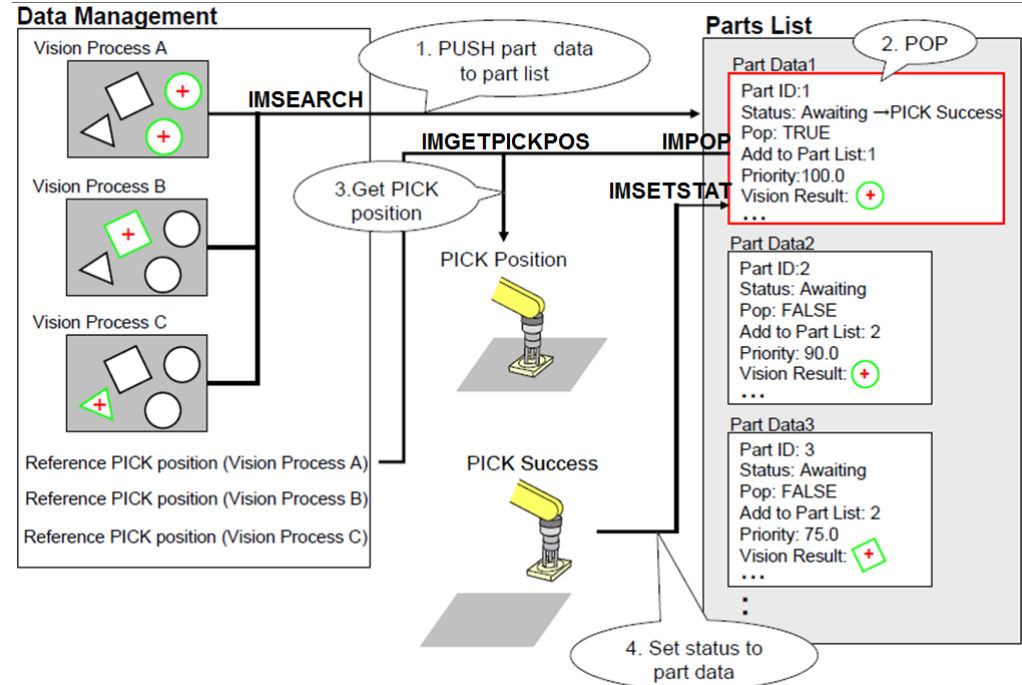 Data Management
Vision Process A
Vision Process B
Vision Process C
Reference PICK position (Vision Process A)
Reference PICK position (Vision Process B)
Reference PICK position (Vision Process C)
1. PUSH part data
to part list
IMSEARCH
IMGETPICKPOS
IMPOP
3.Get PICK
position
IMSETSTAT
PICK Position
PICK Success
4. Set status to
part data
Parts List
2. POP
Part Data1
Part ID:1
Status: Awaiting →PICK Success
Pop: TRUE
Add to Part List:1
Priority:100.0
Vision Result:
...
Part Data2
Part ID:2
Status: Awaiting
Pop: FALSE
Add to Part List: 2
Priority: 90.0
Vision Result:
...
Part Data3
Part ID: 3
Status: Awaiting
Pop: FALSE
Add to Part List: 2
Priority: 75.0
Vision Result:
...